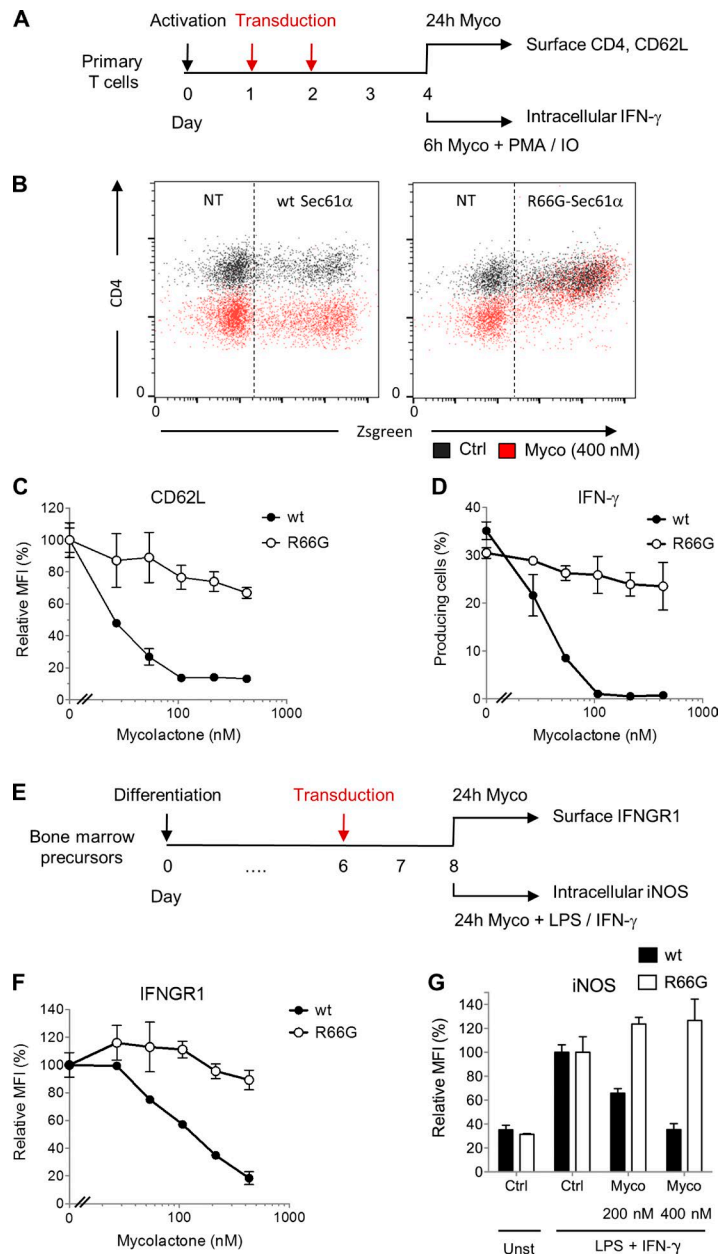 A
Activation Transduction 24h Myco
Surface CD4, CD62L
Primary
T cells
0 1 2 3 4
Day
Intracellular IFN-γ
6h Myco + PMA / IO
B
NT wt Sec61α NT R66G-Sec61α
CD4
0
0 0
0
Zsgreen
Ctrl Myco (400 nM)
C
CD62L
wt
R66G
Relative MFI (%)
120
100
80
60
40
20
0
0 100 1000
Mycolactone (nM)
D
IFN-γ
wt
R66G
Producing cells (%)
40
30
20
10
0
0 100 1000
Mycolactone (nM)
E
Differentiation Transduction 24h Myco
Surface IFNGR1
Bone marrow
precursors
0 .... 6 7 8
Day
Intracellular iNOS
24h Myco + LPS / IFN-γ
F
IFNGR1
wt
R66G
Relative MFI (%)
140
120
100
80
60
40
20
0
0 100 1000
Mycolactone (nM)
G
wt
R66G
iNOS
Relative MFI (%)
140
120
100
80
60
40
20
0
Ctrl Ctrl Myco Myco
200 nM 400 nM
Unst LPS + IFN-γ